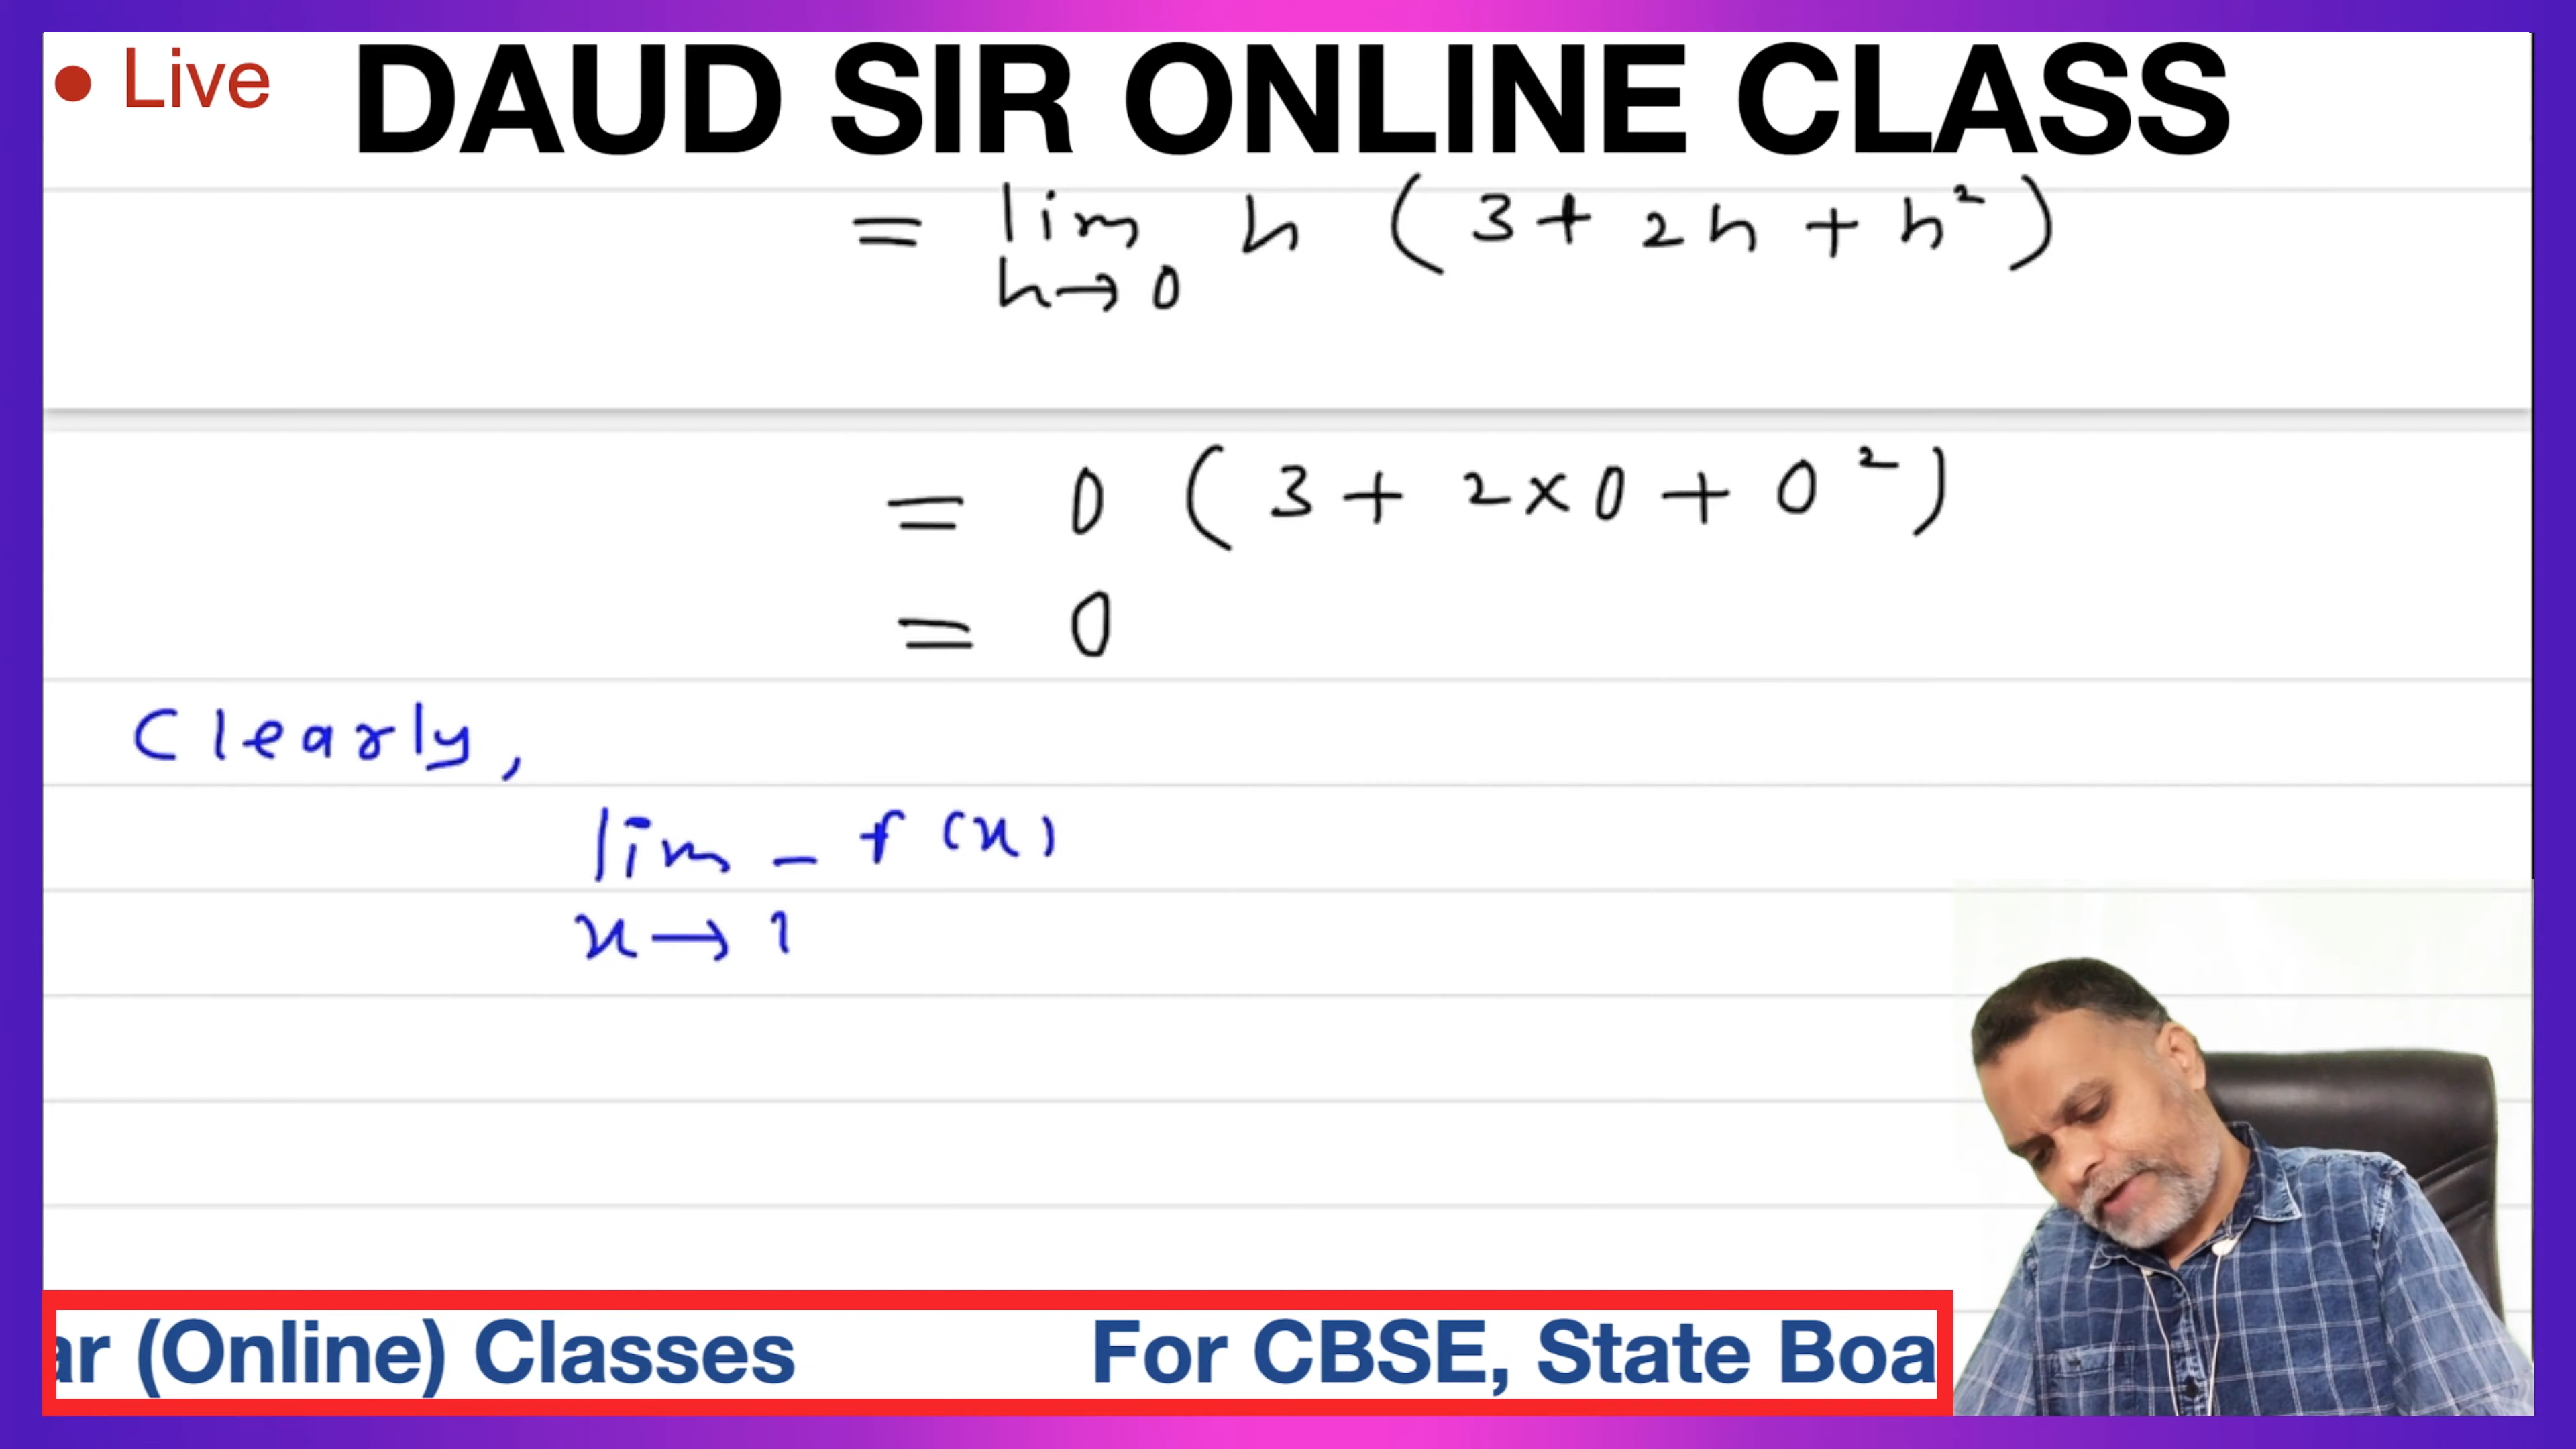 • Live DAUD SIR ONLINE CLASS
= lim h (3 + 2h + h²)
h→0
= 0 (3 + 2×0 + 0²)
= 0
Clearly,
lim − f(x)
x→1
ar (Online) Classes For CBSE, State Boa